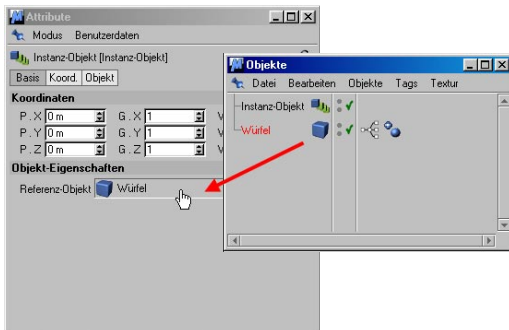 Attribute
Modus Benutzerdaten
Instanz-Objekt [Instanz-Objekt]
Basis Koord. Objekt
Koordinaten
P . X 0 m G . X 1 V
P . Y 0 m G . Y 1 V
P . Z 0 m G . Z 1 V
Objekt-Eigenschaften
Referenz-Objekt Würfel
Objekte
Datei Bearbeiten Objekte Tags Textur
Instanz-Objekt
Würfel